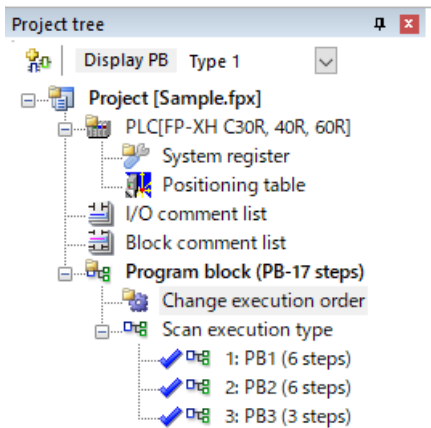 Project tree
Display PB Type 1
Project [Sample.fpx]
PLC[FP-XH C30R, 40R, 60R]
System register
Positioning table
I/O comment list
Block comment list
Program block (PB-17 steps)
Change execution order
Scan execution type
1: PB1 (6 steps)
2: PB2 (6 steps)
3: PB3 (3 steps)